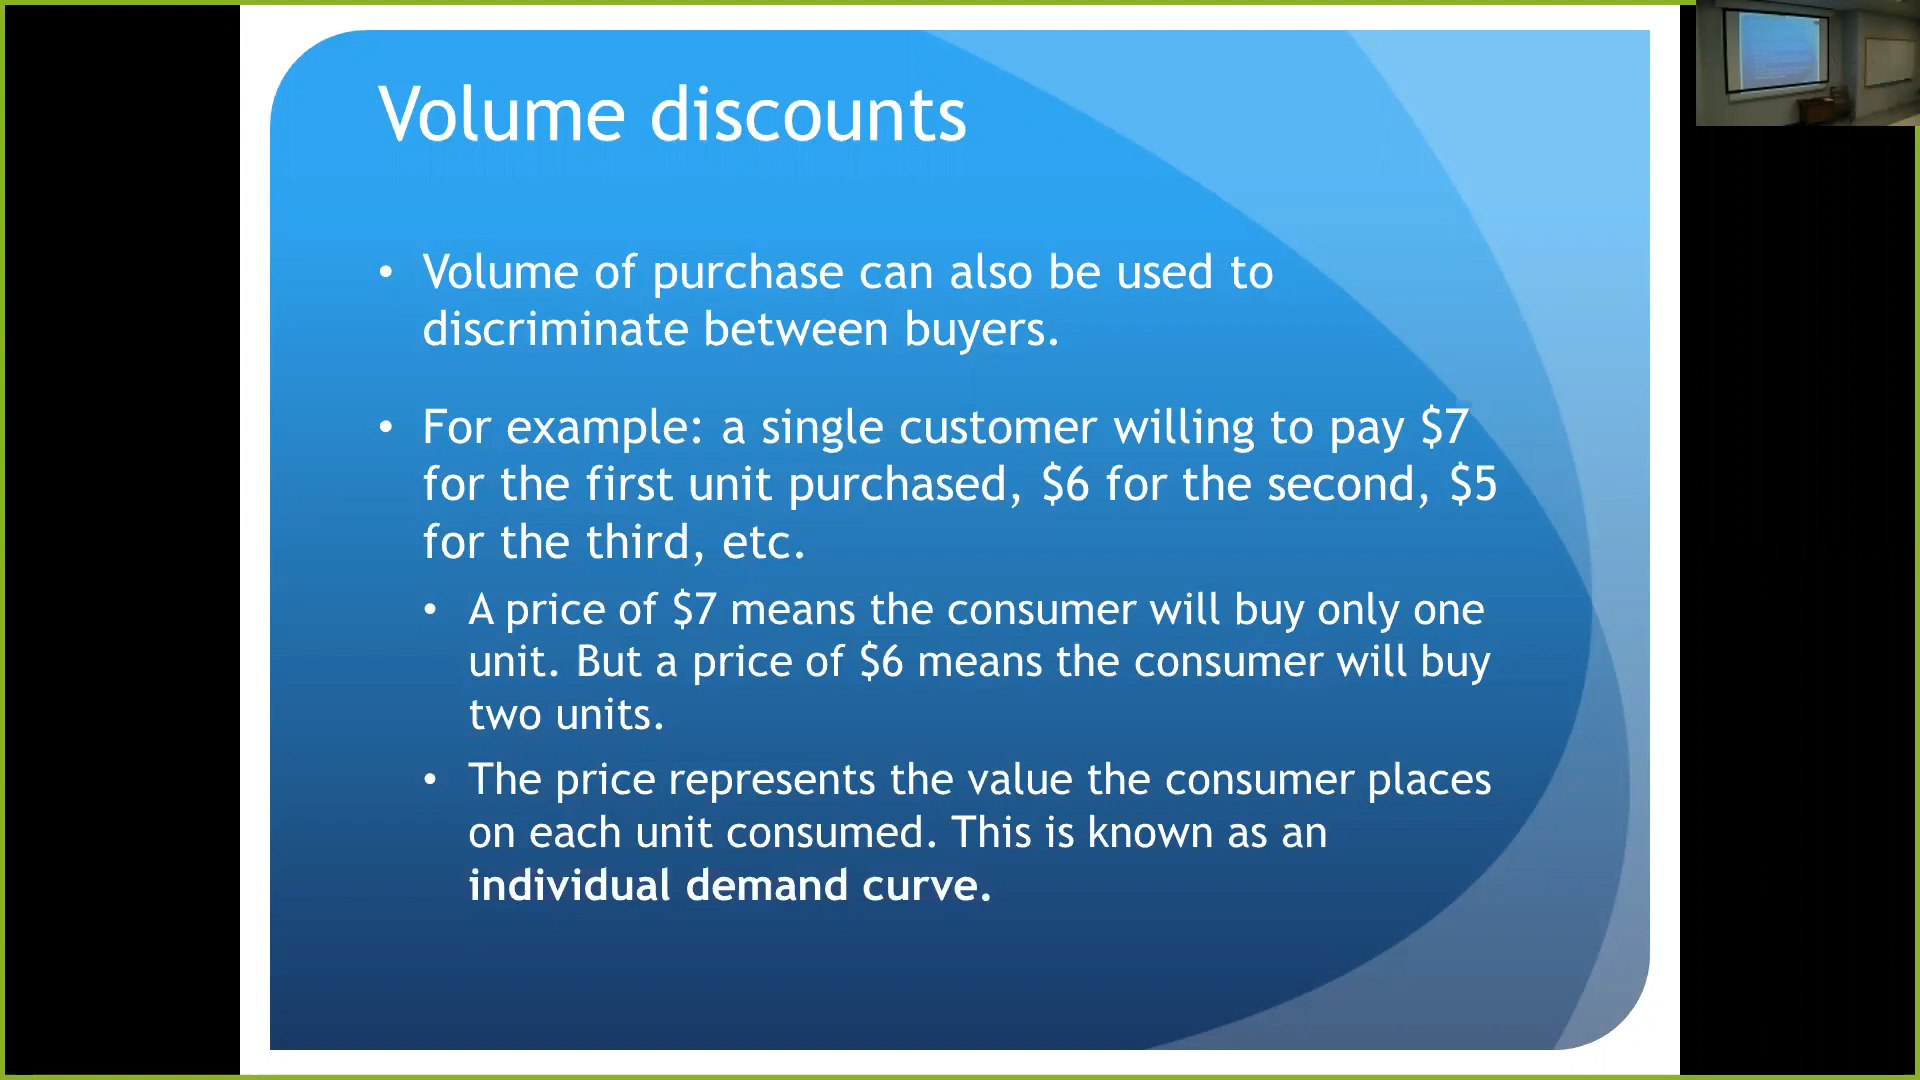 Volume discounts
• Volume of purchase can also be used to
discriminate between buyers.
• For example: a single customer willing to pay $7
for the first unit purchased, $6 for the second, $5
for the third, etc.
• A price of $7 means the consumer will buy only one
unit. But a price of $6 means the consumer will buy
two units.
• The price represents the value the consumer places
on each unit consumed. This is known as an
individual demand curve.